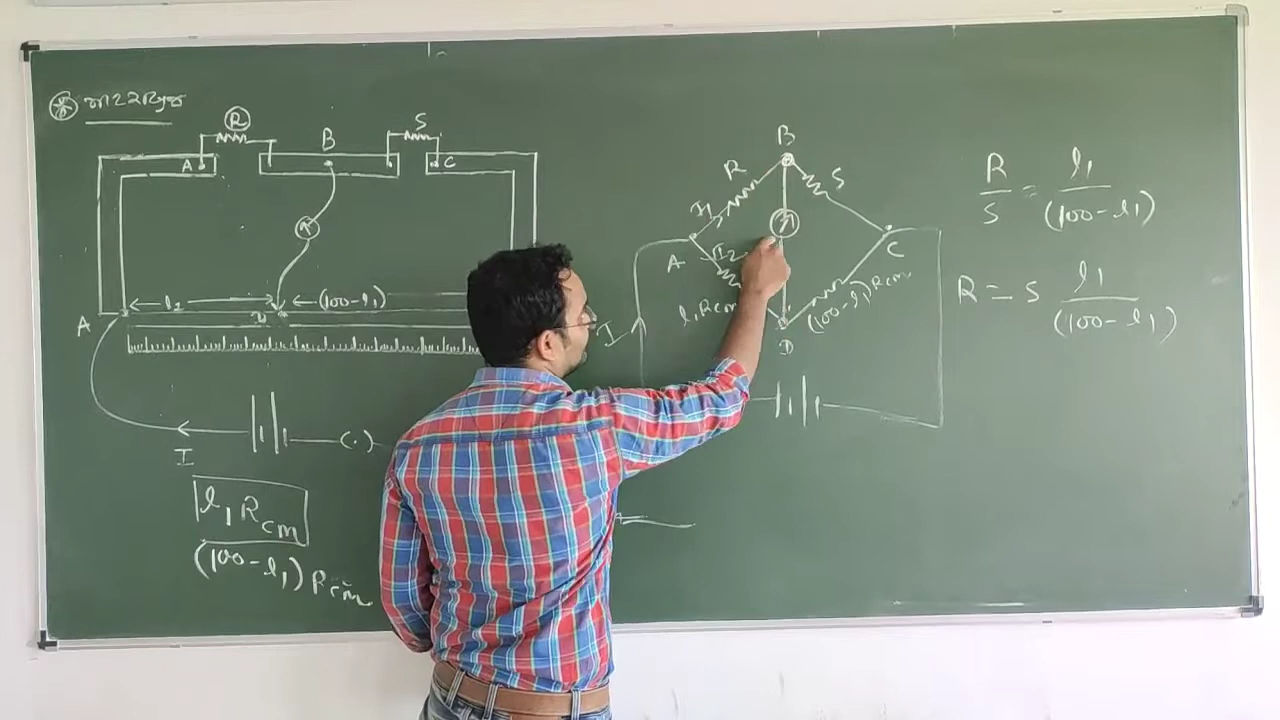 R
B
S
A
C
l1
(100-l1)
A
D
I
l1 Rcm
(100-l1) Rcm
B
R
S
I1
A
I2
C
l1 Rcm
(100-l1) Rcm
I
D
R/S = l1/(100-l1)
R = S l1/(100-l1)